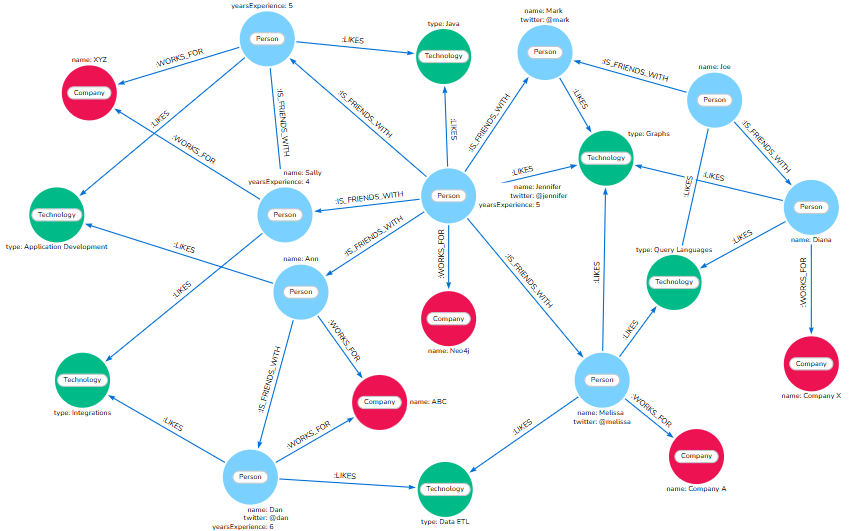 yearsExperience: 5
Person
:LIKES
type: Java
Technology
name: Mark
twitter: @mark
Person
:IS_FRIENDS_WITH
name: Joe
Person
name: XYZ
Company
:WORKS_FOR
:LIKES
:WORKS_FOR
:IS_FRIENDS_WITH
:IS_FRIENDS_WITH
:LIKES
:IS_FRIENDS_WITH
:LIKES
type: Graphs
Technology
:IS_FRIENDS_WITH
:LIKES
:LIKES
:LIKES
name: Sally
yearsExperience: 4
Person
:IS_FRIENDS_WITH
Person
name: Jennifer
twitter: @jennifer
yearsExperience: 5
Person
name: Diana
Technology
type: Application Development
:LIKES
:IS_FRIENDS_WITH
:WORKS_FOR
:IS_FRIENDS_WITH
:LIKES
type: Query Languages
Technology
:LIKES
:WORKS_FOR
name: Ann
Person
:LIKES
:WORKS_FOR
Company
name: Neo4j
:LIKES
Technology
type: Integrations
:IS_FRIENDS_WITH
Company
name: ABC
Person
name: Melissa
twitter: @melissa
Company
name: Company X
:LIKES
:WORKS_FOR
:LIKES
:WORKS_FOR
Company
name: Company A
Person
name: Dan
twitter: @dan
yearsExperience: 6
:LIKES
Technology
type: Data ETL